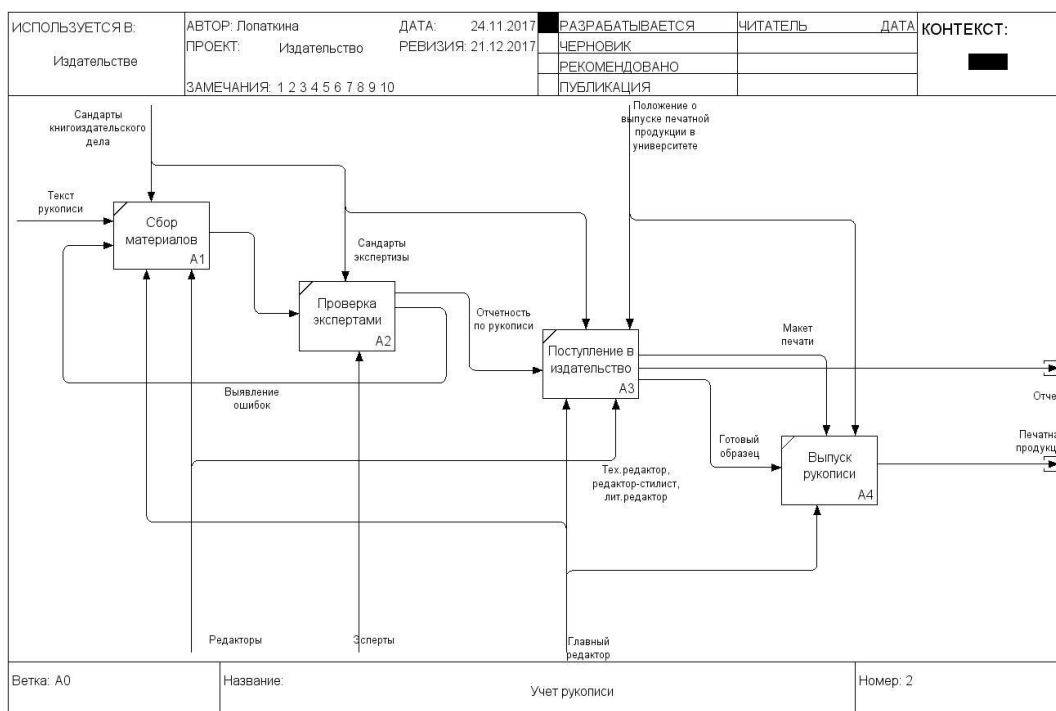 ИСПОЛЬЗУЕТСЯ В:
Издательстве
АВТОР: Лопаткина ДАТА: 24.11.2017
ПРОЕКТ: Издательство РЕВИЗИЯ: 21.12.2017
ЗАМЕЧАНИЯ: 1 2 3 4 5 6 7 8 9 10
РАЗРАБАТЫВАЕТСЯ
ЧЕРНОВИК
РЕКОМЕНДОВАНО
ПУБЛИКАЦИЯ
ЧИТАТЕЛЬ ДАТА
КОНТЕКСТ:
Сандарты
книгоиздательского
дела
Положение о
выпуске печатной
продукции в
университете
Текст
рукописи
Сбор
материалов
A1
Сандарты
экспертизы
Проверка
экспертами
A2
Отчетность
по рукописи
Макет
печати
Поступление в
издательство
A3
Выявление
ошибок
Отче
Готовый
образец
Печатна
продукц
Выпуск
рукописи
A4
Тех.редактор,
редактор-стилист,
лит.редактор
Редакторы
Эсперты
Главный
редактор
Ветка: A0
Название:
Учет рукописи
Номер: 2